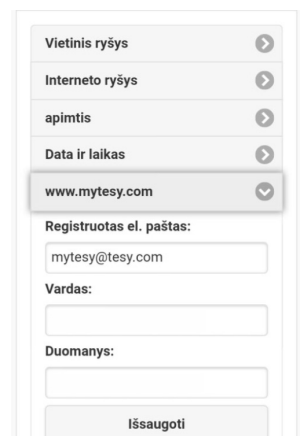 Vietinis ryšys
Interneto ryšys
apimtis
Data ir laikas
www.mytesy.com
Registruotas el. paštas:
mytesy@tesy.com
Vardas:
Duomanys:
Išsaugoti